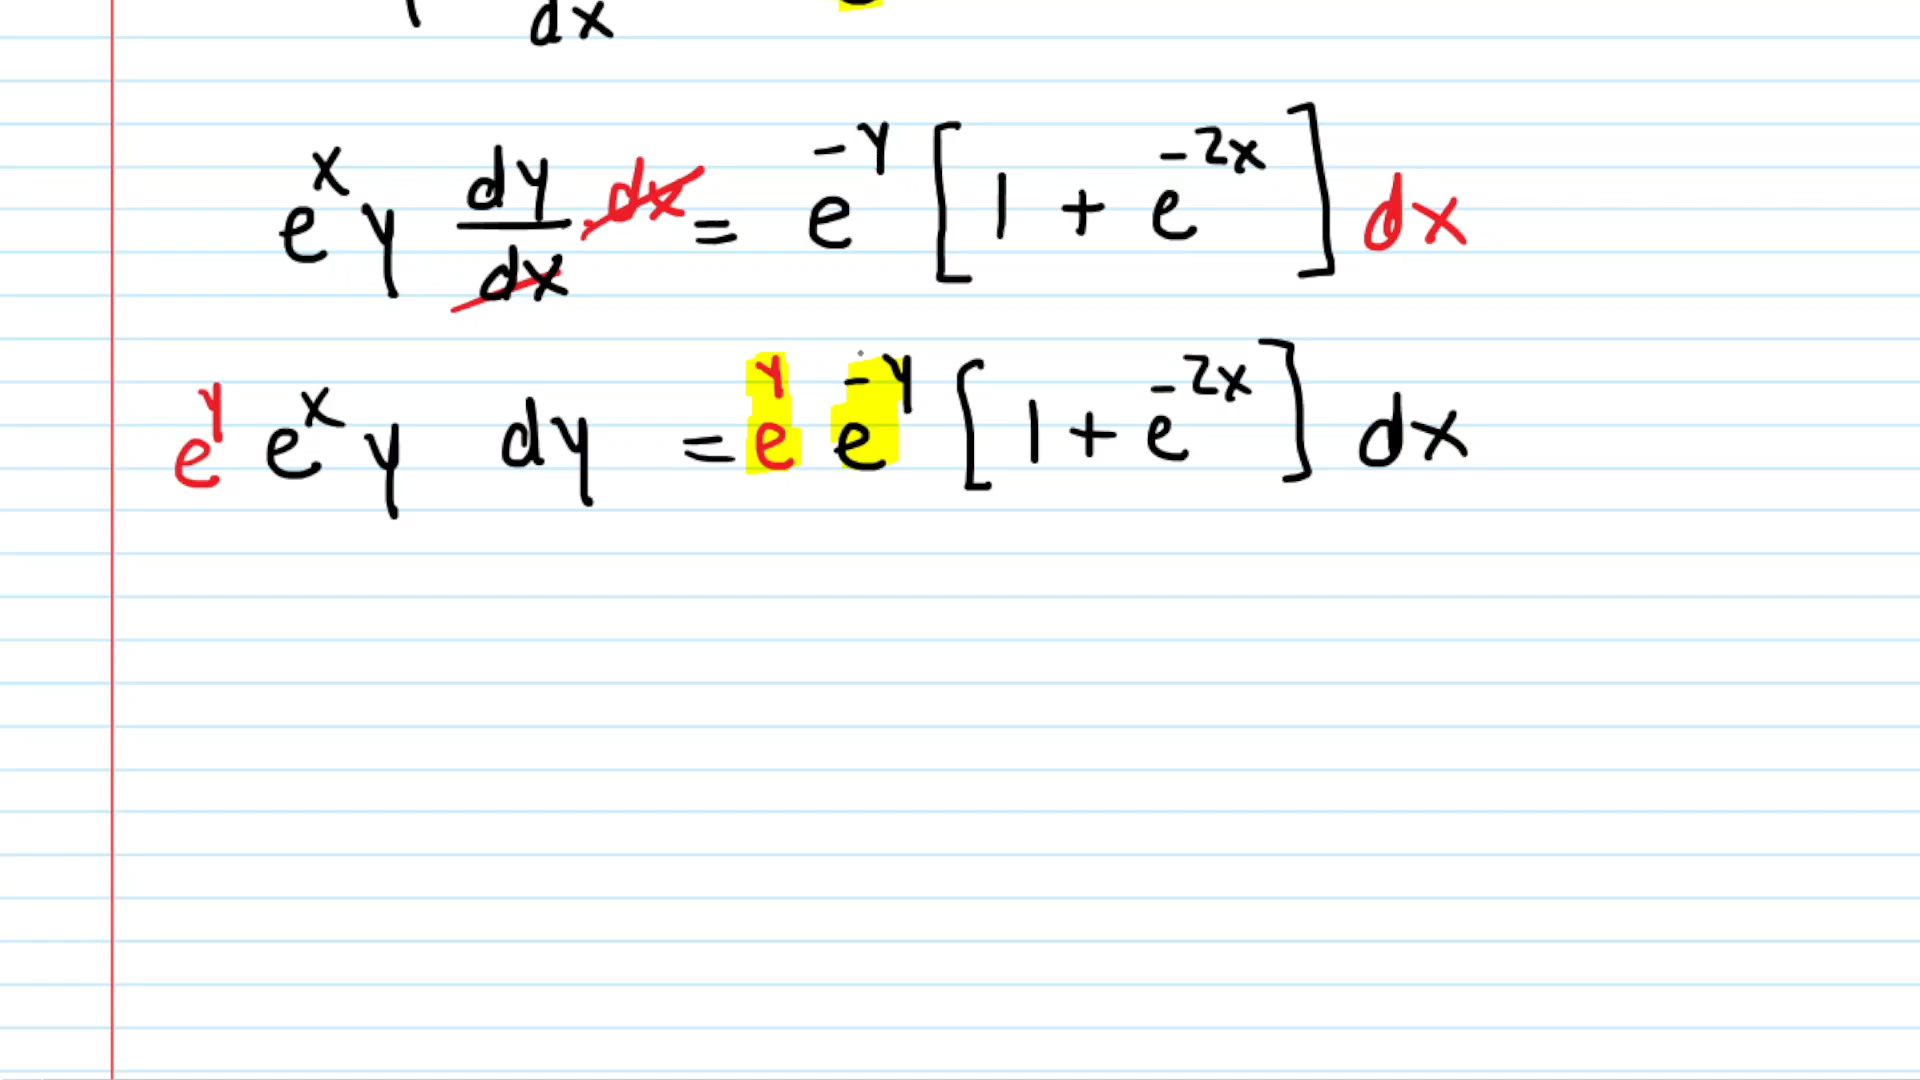 dx
e^x y dy/dx dx = e^-y [1 + e^-2x] dx
e^y e^x y dy = e^y e^-y [1 + e^-2x] dx